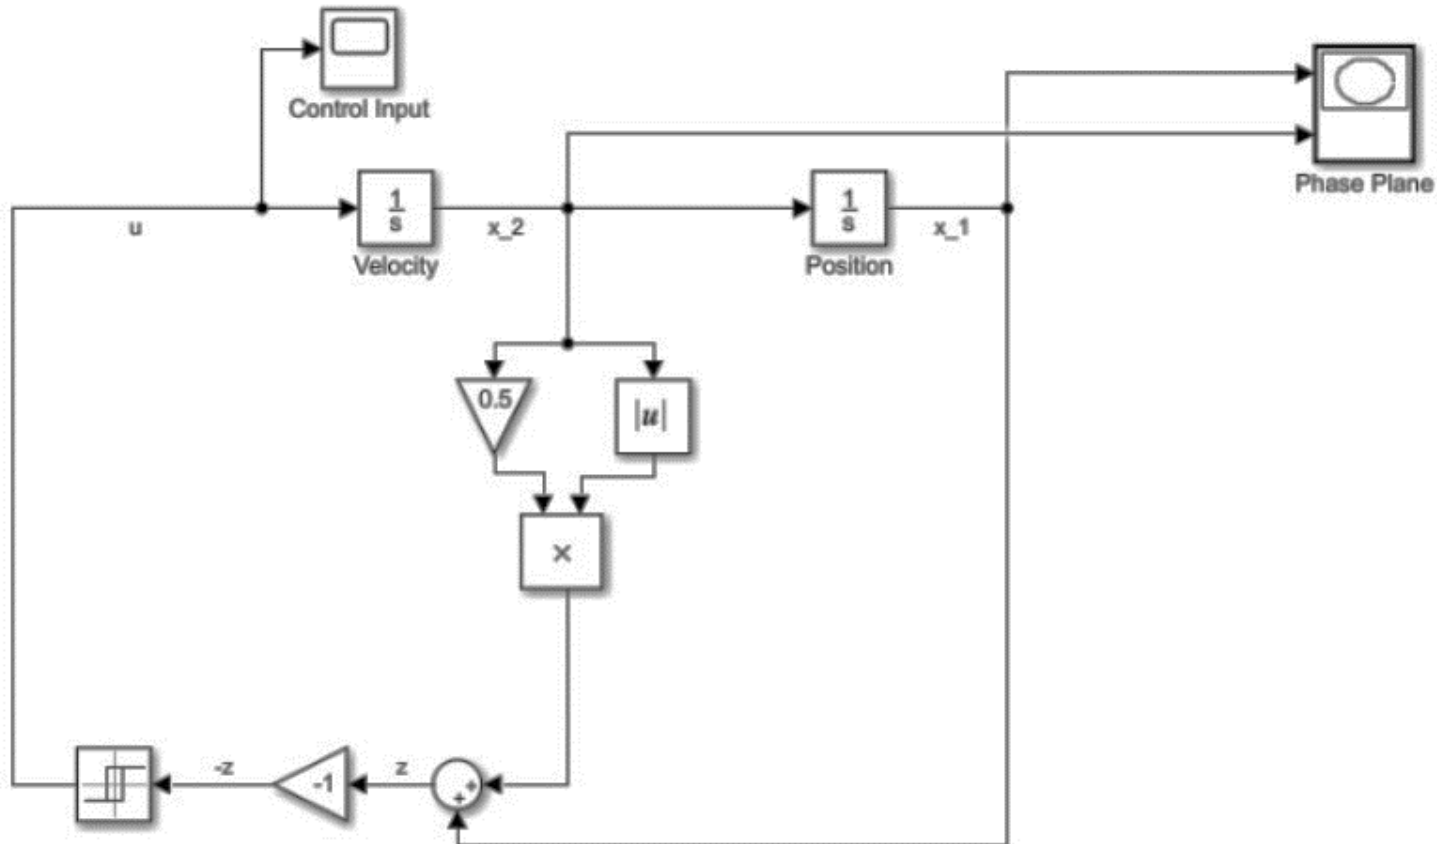 Control Input
Phase Plane
u
1
s
Velocity
x_2
1
s
Position
x_1
0.5
|u|
×
-z
-1
z
+
+